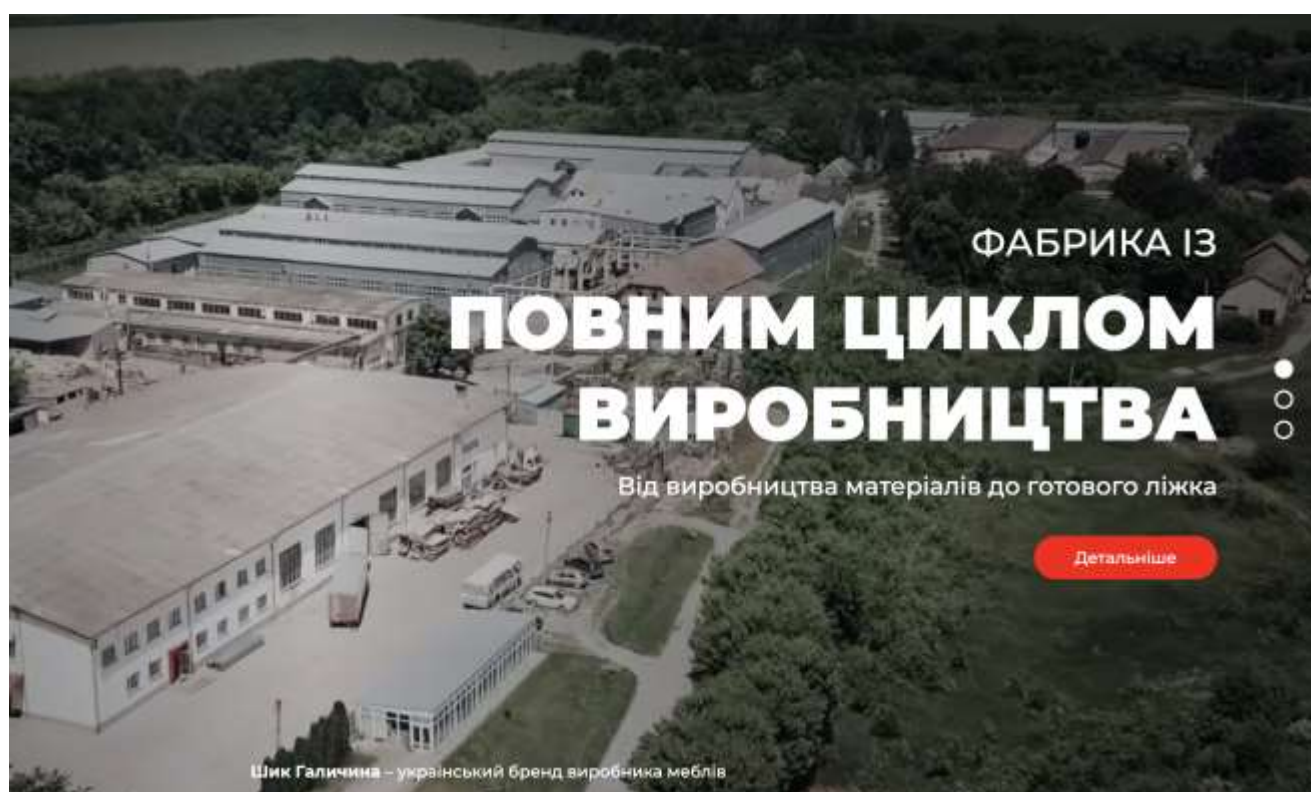 ФАБРИКА ІЗ
ПОВНИМ ЦИКЛОМ
ВИРОБНИЦТВА
Від виробництва матеріалів до готового ліжка
Детальніше
Шик Галичина – український бренд виробника меблів